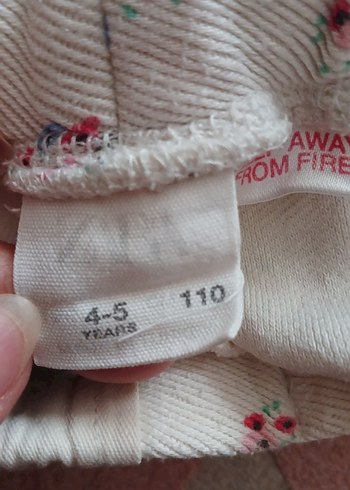 4-5 110
YEARS
AWAY
FROM FIRE